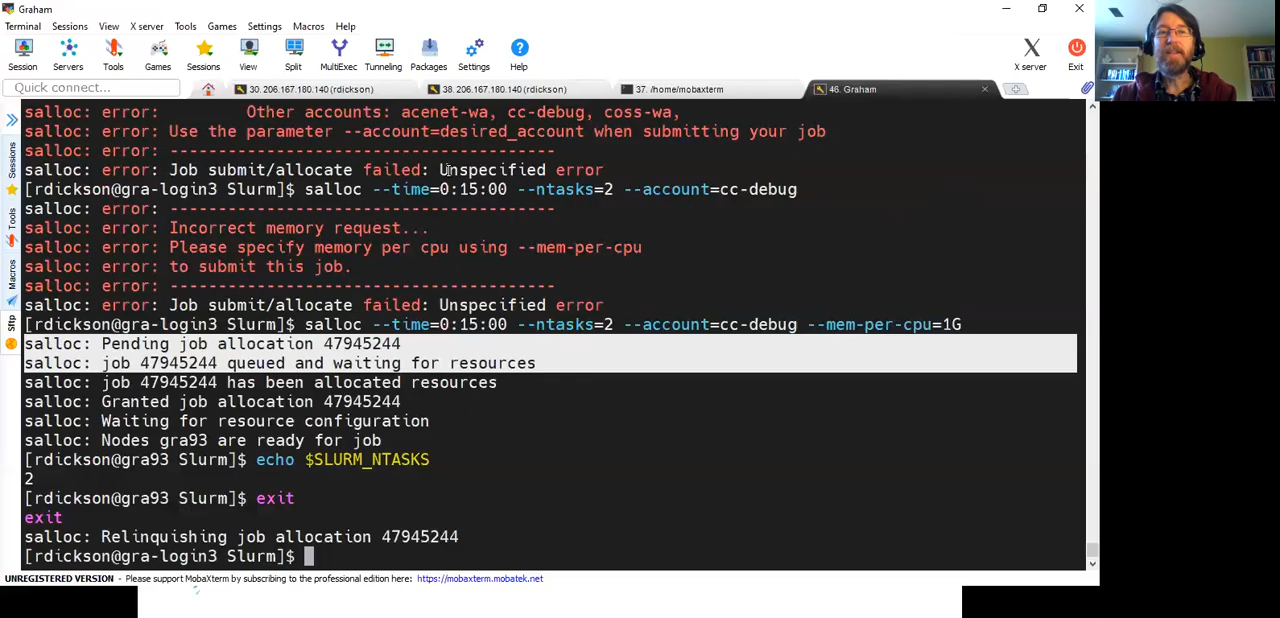 Graham
Terminal Sessions View X server Tools Games Settings Macros Help
Session Servers Tools Games Sessions View Split MultiExec Tunneling Packages Settings Help X server Exit
Quick connect... 30. 206.167.180.140 (rdickson) 38. 206.167.180.140 (rdickson) 37. /home/mobaxterm 46. Graham
Sessions
Tools
Macros
Sftp
salloc: error: Other accounts: acenet-wa, cc-debug, coss-wa,
salloc: error: Use the parameter --account=desired_account when submitting your job
salloc: error: ----------------------------------------
salloc: error: Job submit/allocate failed: Unspecified error
[rdickson@gra-login3 Slurm]$ salloc --time=0:15:00 --ntasks=2 --account=cc-debug
salloc: error: ----------------------------------------
salloc: error: Incorrect memory request...
salloc: error: Please specify memory per cpu using --mem-per-cpu
salloc: error: to submit this job.
salloc: error: ----------------------------------------
salloc: error: Job submit/allocate failed: Unspecified error
[rdickson@gra-login3 Slurm]$ salloc --time=0:15:00 --ntasks=2 --account=cc-debug --mem-per-cpu=1G
salloc: Pending job allocation 47945244
salloc: job 47945244 queued and waiting for resources
salloc: job 47945244 has been allocated resources
salloc: Granted job allocation 47945244
salloc: Waiting for resource configuration
salloc: Nodes gra93 are ready for job
[rdickson@gra93 Slurm]$ echo $SLURM_NTASKS
2
[rdickson@gra93 Slurm]$ exit
exit
salloc: Relinquishing job allocation 47945244
[rdickson@gra-login3 Slurm]$
UNREGISTERED VERSION - Please support MobaXterm by subscribing to the professional edition here: https://mobaxterm.mobatek.net